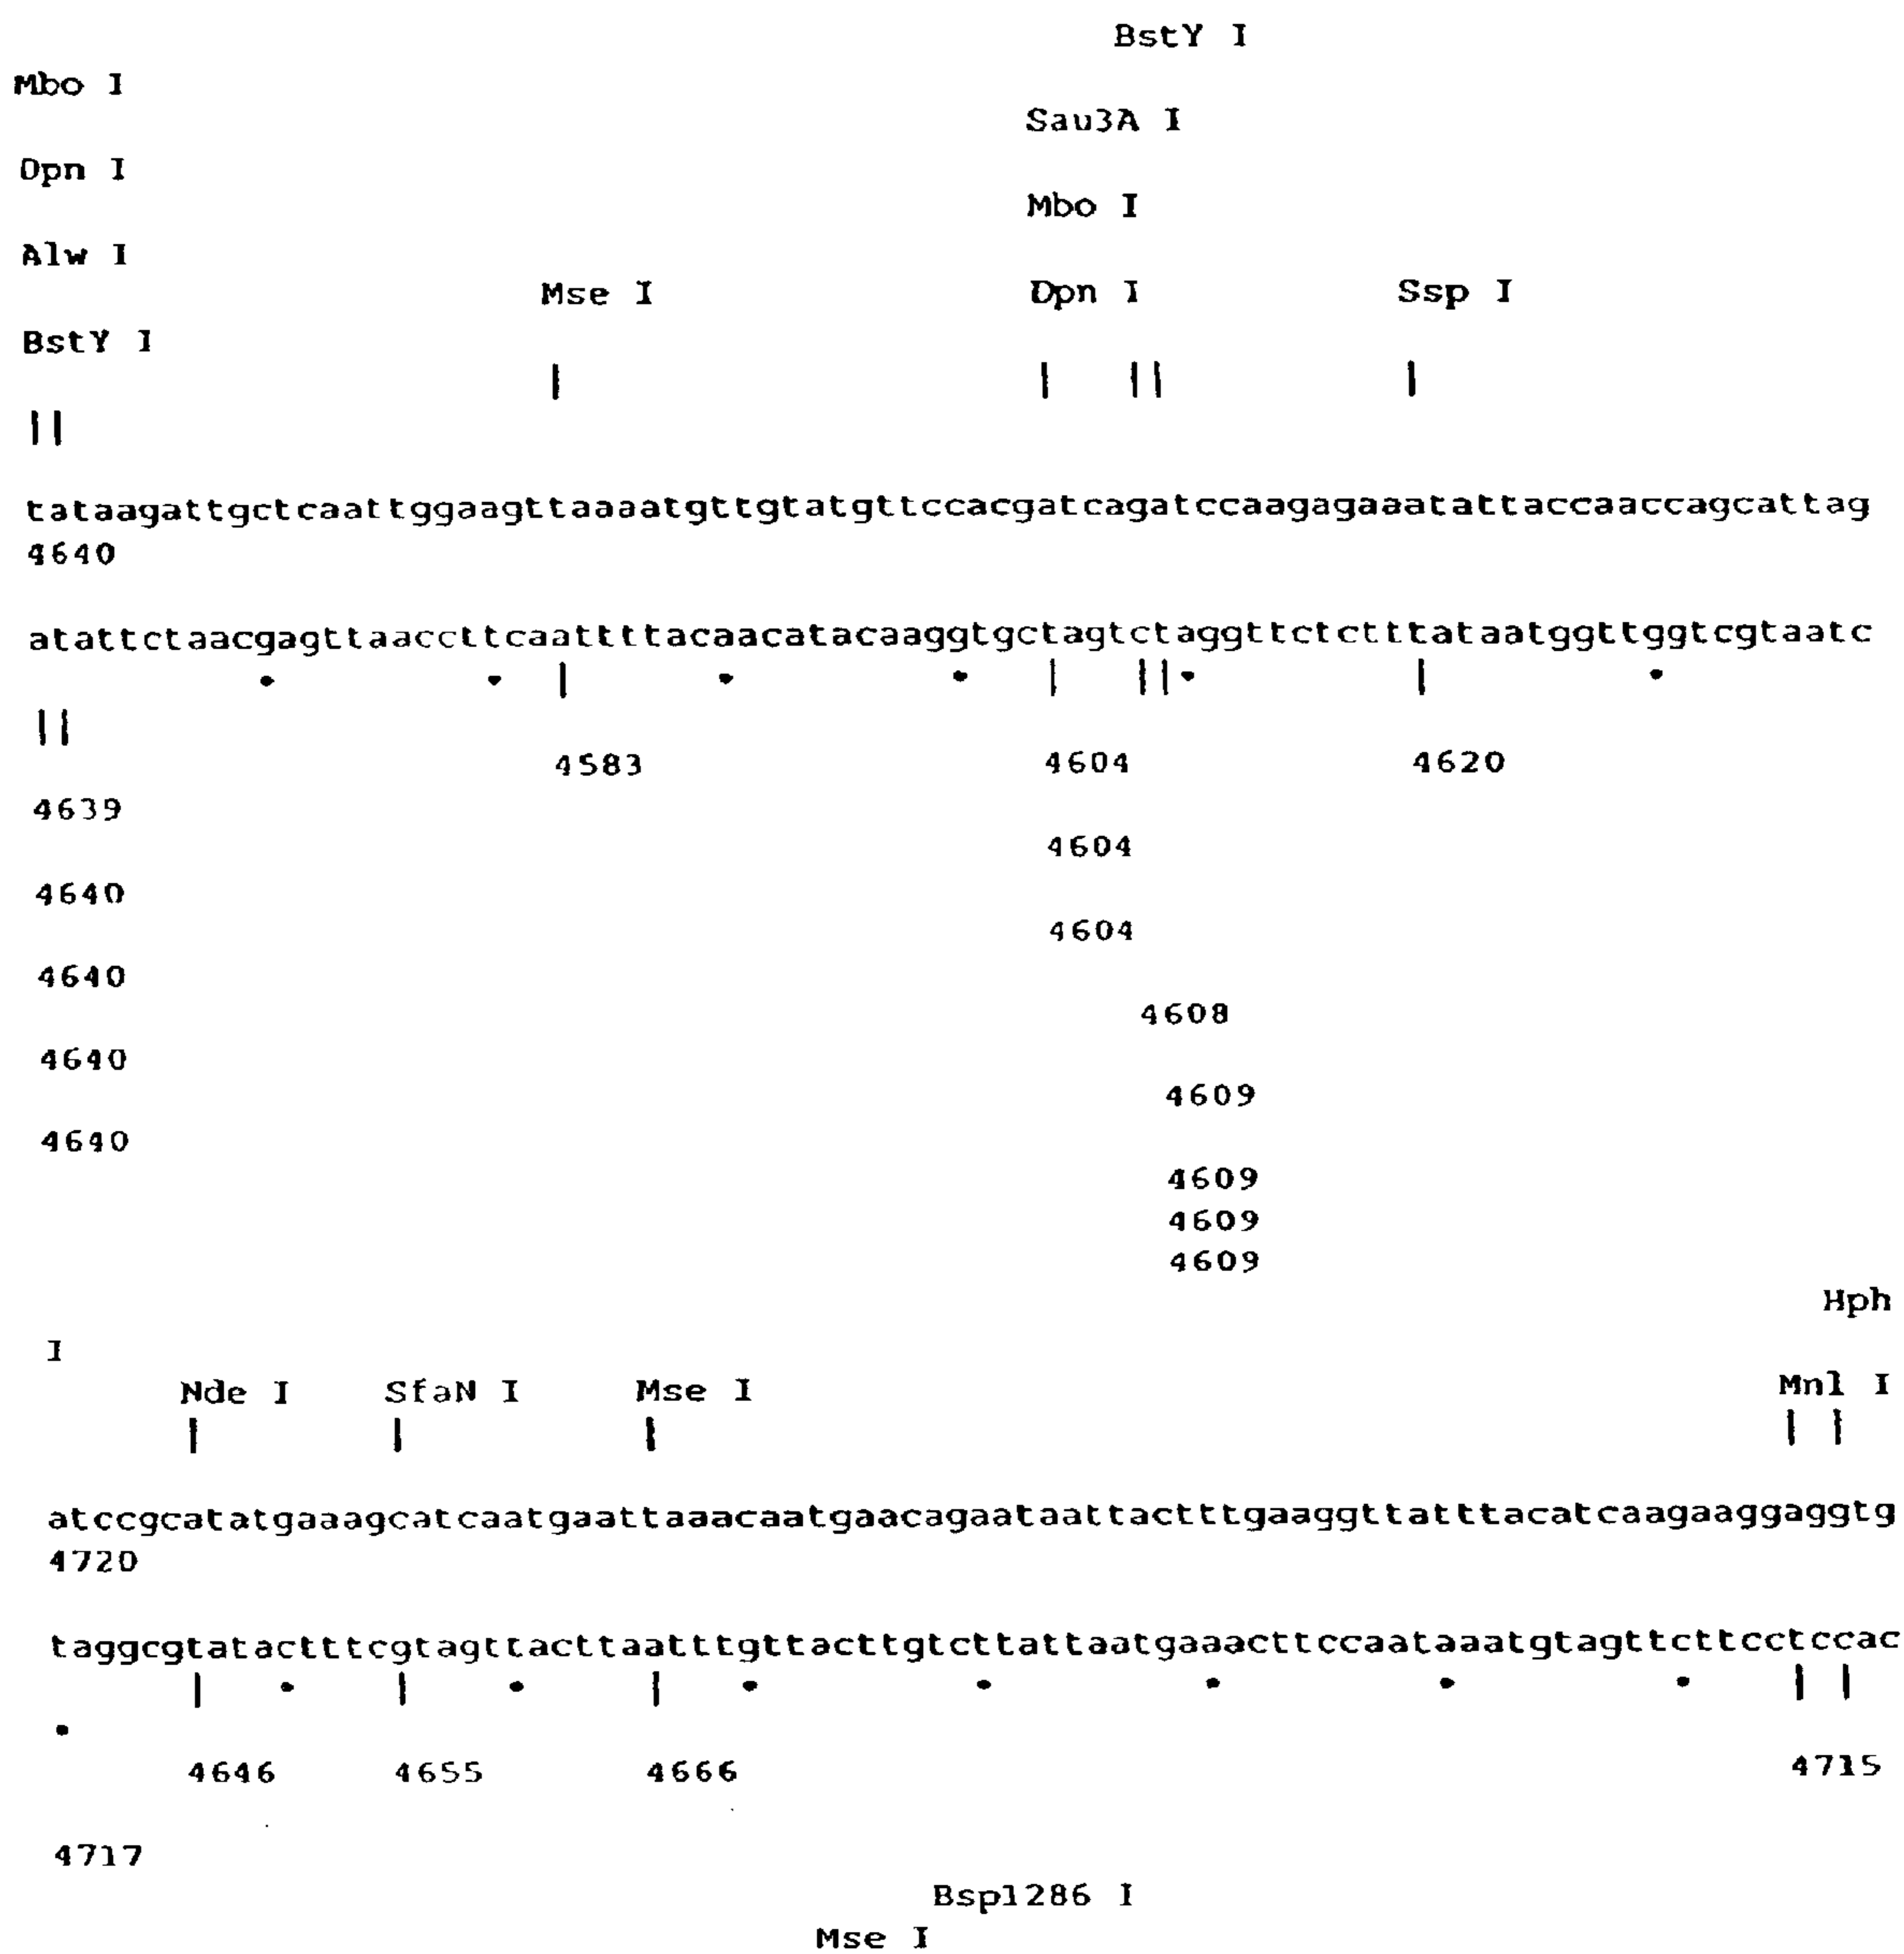 BstY I
Mbo I
Sau3A I
Dpn I
Mbo I
Alw I
Mse I Dpn I Ssp I
BstY I
| | || |
||
tataagattgctcaattggaagttaaaatgttgtatgttccacgatcagatccaagagaaatattaccaaccagcattag
4640
atattctaacgagttaaccttcaattttacaacatacaaggtgctagtctaggttctctttataatggttggtcgtaatc
• • | • • | ||• | •
||
4583 4604 4620
4639
4604
4640
4604
4640
4608
4640
4609
4640
4609
4609
4609
Hph
I
Nde I SfaN I Mse I Mnl I
| | | | |
atccgcatatgaaagcatcaatgaattaaacaatgaacagaataattactttgaaggttatttacatcaagaaggaggtg
4720
taggcgtatactttcgtagttacttaatttgttacttgtcttattaatgaaacttccaataaatgtagttcttcctccac
| • | • | • • • • • | |
•
4646 4655 4666 4715
4717
Bsp1286 I
Mse I